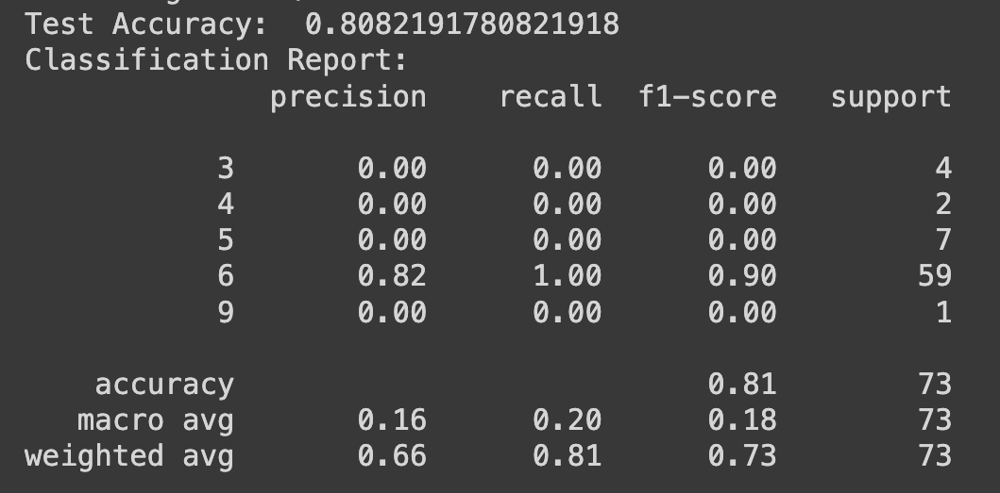 Test Accuracy:  0.8082191780821918
Classification Report:
              precision    recall  f1-score   support

           3       0.00      0.00      0.00         4
           4       0.00      0.00      0.00         2
           5       0.00      0.00      0.00         7
           6       0.82      1.00      0.90        59
           9       0.00      0.00      0.00         1

    accuracy                           0.81        73
   macro avg       0.16      0.20      0.18        73
weighted avg       0.66      0.81      0.73        73